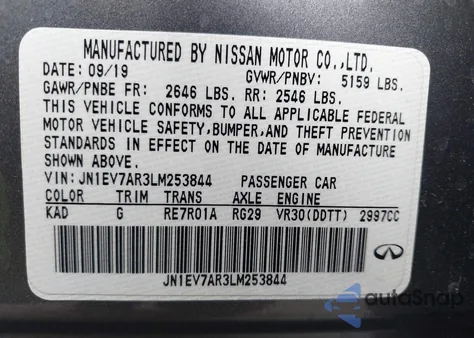 MANUFACTURED BY NISSAN MOTOR CO.,LTD.
DATE: 09/19 GVWR/PNBV: 5159 LBS.
GAWR/PNBE FR: 2646 LBS. RR: 2546 LBS.
THIS VEHICLE CONFORMS TO ALL APPLICABLE FEDERAL
MOTOR VEHICLE SAFETY, BUMPER, AND THEFT PREVENTION
STANDARDS IN EFFECT ON THE DATE OF MANUFACTURE
SHOWN ABOVE.
VIN: JN1EV7AR3LM253844 PASSENGER CAR
COLOR TRIM TRANS AXLE ENGINE
KAD G RE7R01A RG29 VR30(DDTT) 2997CC
JN1EV7AR3LM253844
autoSnap